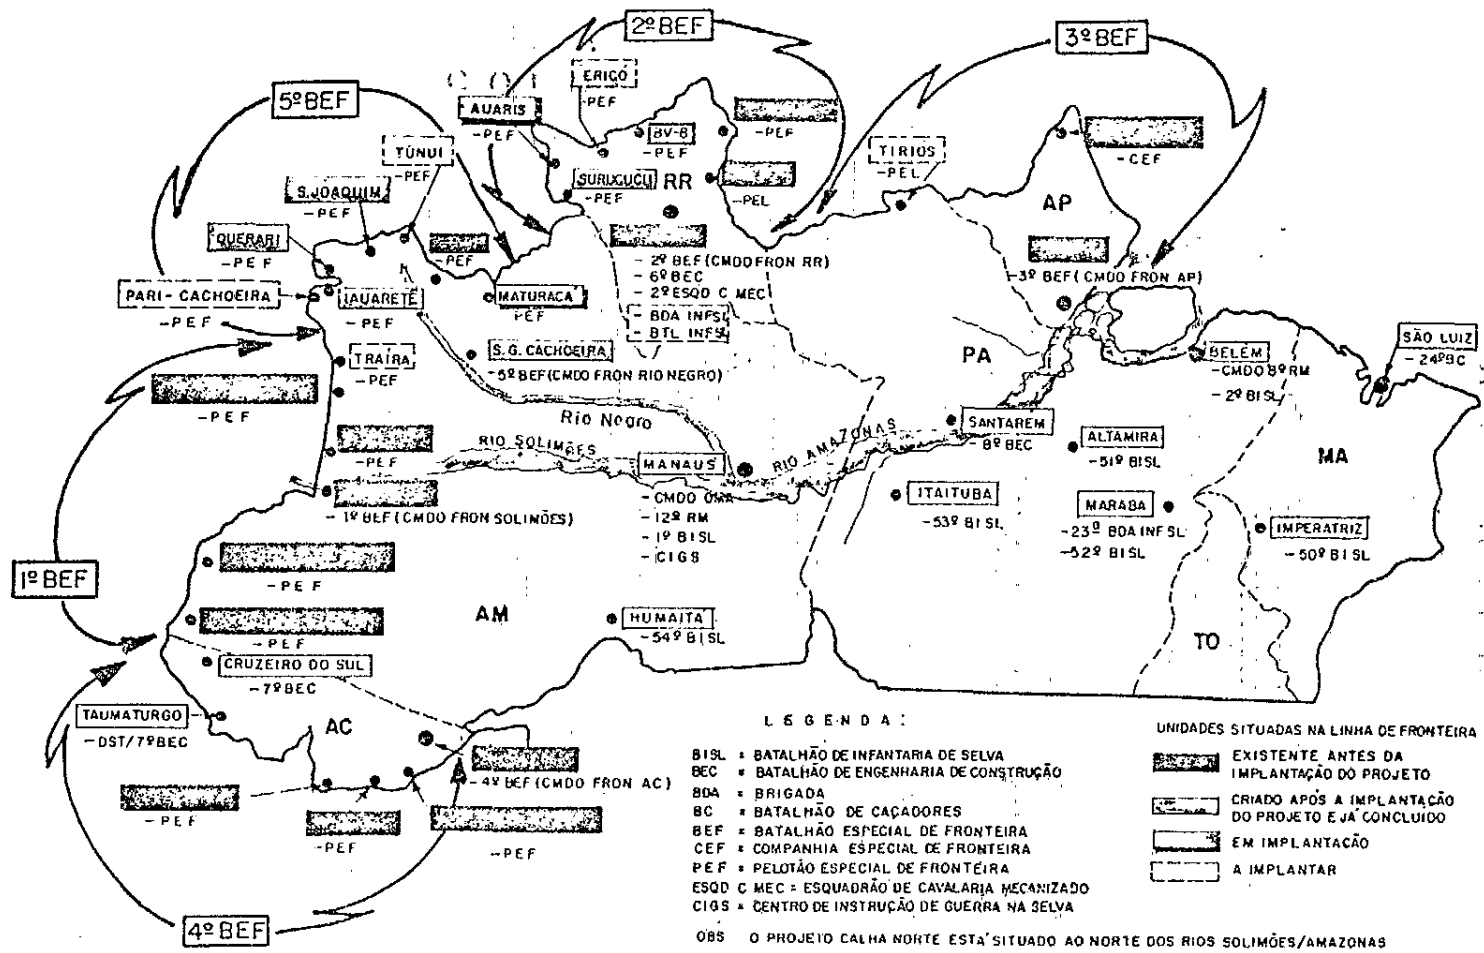 2º BEF
3º BEF
5º BEF
ERICÓ
-PEF
AUARIS
-PEF
BV-8
-PEF
-PEF
TÚNUI
-PEF
TIRIÓS
-PEL
-CEF
S. JOAQUIM
-PEF
SURUCUCÚ
-PEF
RR
-PEL
AP
QUERARI
-PEF
-PEF
- 2º BEF (CMDO FRON RR)
- 6º BEC
- 2º ESQD C MEC
- BDA INFSL
- BTL INFSL
-3º BEF (CMDO FRON AP)
PARI-CACHOEIRA
-PEF
IAUARETÊ
-PEF
MATURACÁ
PEF
TRAÍRA
-PEF
S.G. CACHOEIRA
-5º BEF (CMDO FRON RIO NEGRO)
PA
BELÉM
-CMDO 8º RM
-2º BISL
SÃO LUIZ
-24º BC
-PEF
Rio Negro
RIO SOLIMÕES
RIO AMAZONAS
SANTAREM
-8º BEC
ALTAMIRA
-51º BISL
MA
-PEF
MANAUS
- CMDO CMA
- 12º RM
- 1º BISL
- CIGS
- 1º BEF (CMDO FRON SOLIMÕES)
ITAITUBA
-53º BISL
MARABA
-23ª BDA INFSL
-52º BISL
IMPERATRIZ
-50º BISL
1º BEF
-PEF
-PEF
AM
HUMAITÁ
-54º BISL
TO
CRUZEIRO DO SUL
-7º BEC
TAUMATURGO
-DST/7º BEC
AC
-4º BEF (CMDO FRON AC)
-PEF
-PEF
-PEF
4º BEF
LEGENDA:
BISL = BATALHÃO DE INFANTARIA DE SELVA
BEC = BATALHÃO DE ENGENHARIA DE CONSTRUÇÃO
BDA = BRIGADA
BC = BATALHÃO DE CAÇADORES
BEF = BATALHÃO ESPECIAL DE FRONTEIRA
CEF = COMPANHIA ESPECIAL DE FRONTEIRA
PEF = PELOTÃO ESPECIAL DE FRONTEIRA
ESQD C MEC = ESQUADRÃO DE CAVALARIA MECANIZADO
CIGS = CENTRO DE INSTRUÇÃO DE GUERRA NA SELVA
OBS O PROJETO CALHA NORTE ESTÁ SITUADO AO NORTE DOS RIOS SOLIMÕES/AMAZONAS
UNIDADES SITUADAS NA LINHA DE FRONTEIRA
EXISTENTE ANTES DA
IMPLANTAÇÃO DO PROJETO
CRIADO APÓS A IMPLANTAÇÃO
DO PROJETO E JÁ CONCLUIDO
EM IMPLANTAÇÃO
A IMPLANTAR